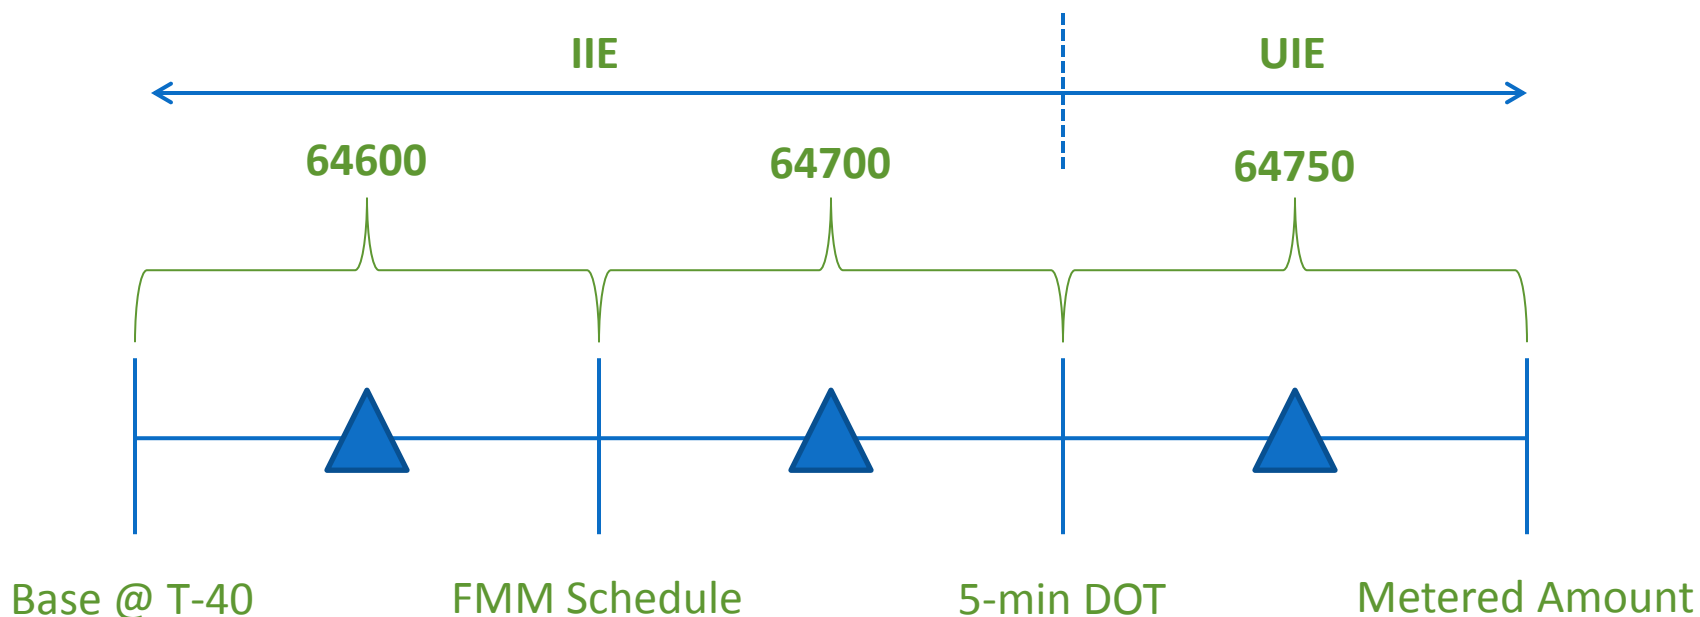 IIE
UIE
64600
64700
64750
Base @ T-40
FMM Schedule
5-min DOT
Metered Amount